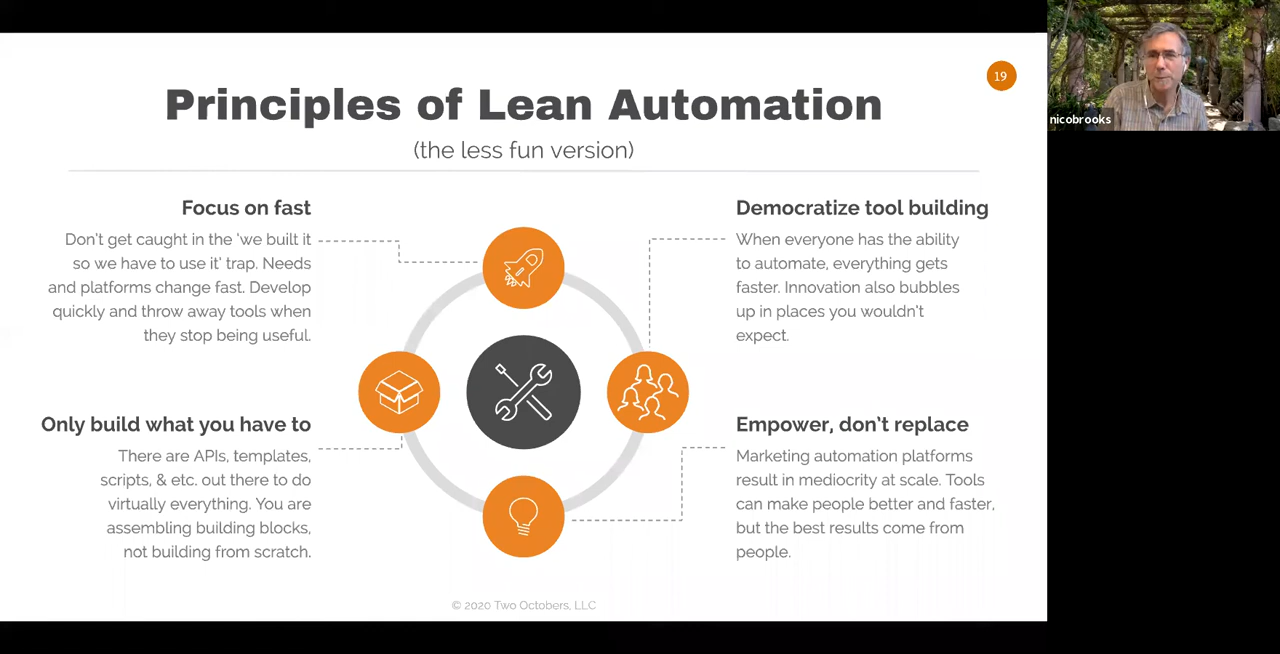 19
Principles of Lean Automation
(the less fun version)
Focus on fast
Don't get caught in the 'we built it
so we have to use it' trap. Needs
and platforms change fast. Develop
quickly and throw away tools when
they stop being useful.
Democratize tool building
When everyone has the ability
to automate, everything gets
faster. Innovation also bubbles
up in places you wouldn't
expect.
Only build what you have to
There are APIs, templates,
scripts, & etc. out there to do
virtually everything. You are
assembling building blocks,
not building from scratch.
Empower, don't replace
Marketing automation platforms
result in mediocrity at scale. Tools
can make people better and faster,
but the best results come from
people.
© 2020 Two Octobers, LLC
nicobrooks